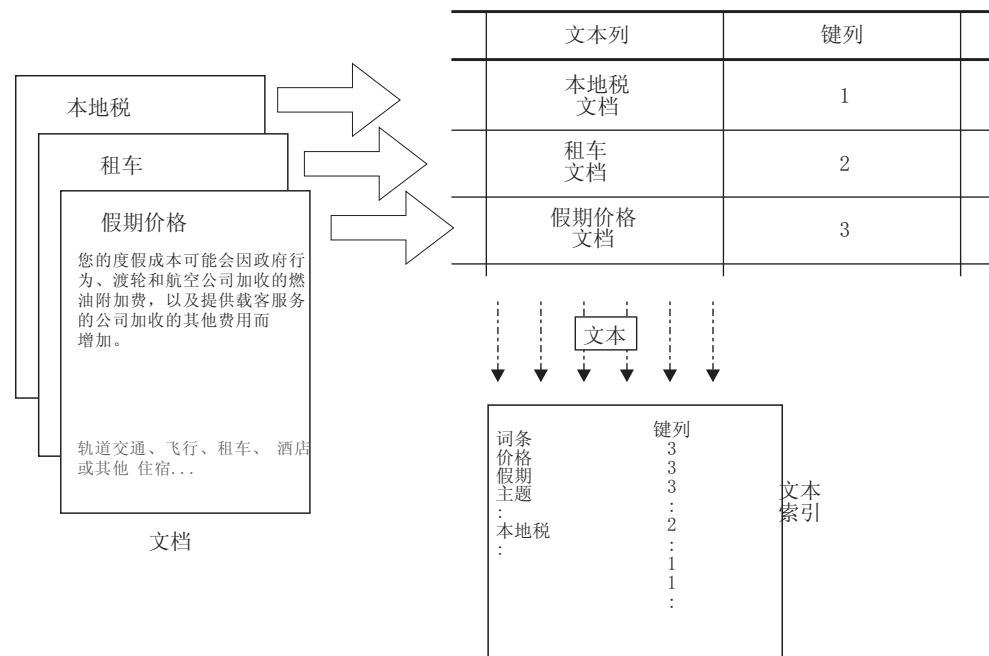 本地税
租车
假期价格
您的度假成本可能会因政府行
为、渡轮和航空公司加收的燃
油附加费，以及提供载客服务
的公司加收的其他费用而
增加。
轨道交通、飞行、租车、 酒店
或其他 住宿...
文档
文本列
键列
本地税
文档
1
租车
文档
2
假期价格
文档
3
文本
词条
价格
假期
主题
:
本地税
:
键列
3
3
3
:
2
:
1
1
:
文本
索引